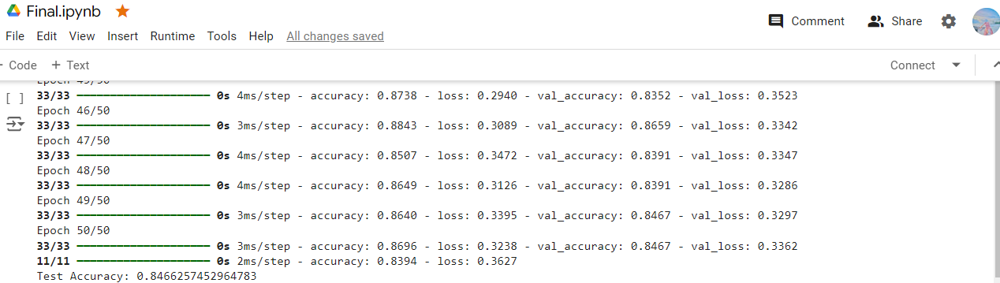 Final.ipynb
Comment
Share
File Edit View Insert Runtime Tools Help All changes saved
+ Code + Text
Connect
33/33 0s 4ms/step - accuracy: 0.8738 - loss: 0.2940 - val_accuracy: 0.8352 - val_loss: 0.3523
[ ]
Epoch 46/50
33/33 0s 3ms/step - accuracy: 0.8843 - loss: 0.3089 - val_accuracy: 0.8659 - val_loss: 0.3342
Epoch 47/50
33/33 0s 4ms/step - accuracy: 0.8507 - loss: 0.3472 - val_accuracy: 0.8391 - val_loss: 0.3347
Epoch 48/50
33/33 0s 4ms/step - accuracy: 0.8649 - loss: 0.3126 - val_accuracy: 0.8391 - val_loss: 0.3286
Epoch 49/50
33/33 0s 3ms/step - accuracy: 0.8640 - loss: 0.3395 - val_accuracy: 0.8467 - val_loss: 0.3297
Epoch 50/50
33/33 0s 3ms/step - accuracy: 0.8696 - loss: 0.3238 - val_accuracy: 0.8467 - val_loss: 0.3362
11/11 0s 2ms/step - accuracy: 0.8394 - loss: 0.3627
Test Accuracy: 0.8466257452964783